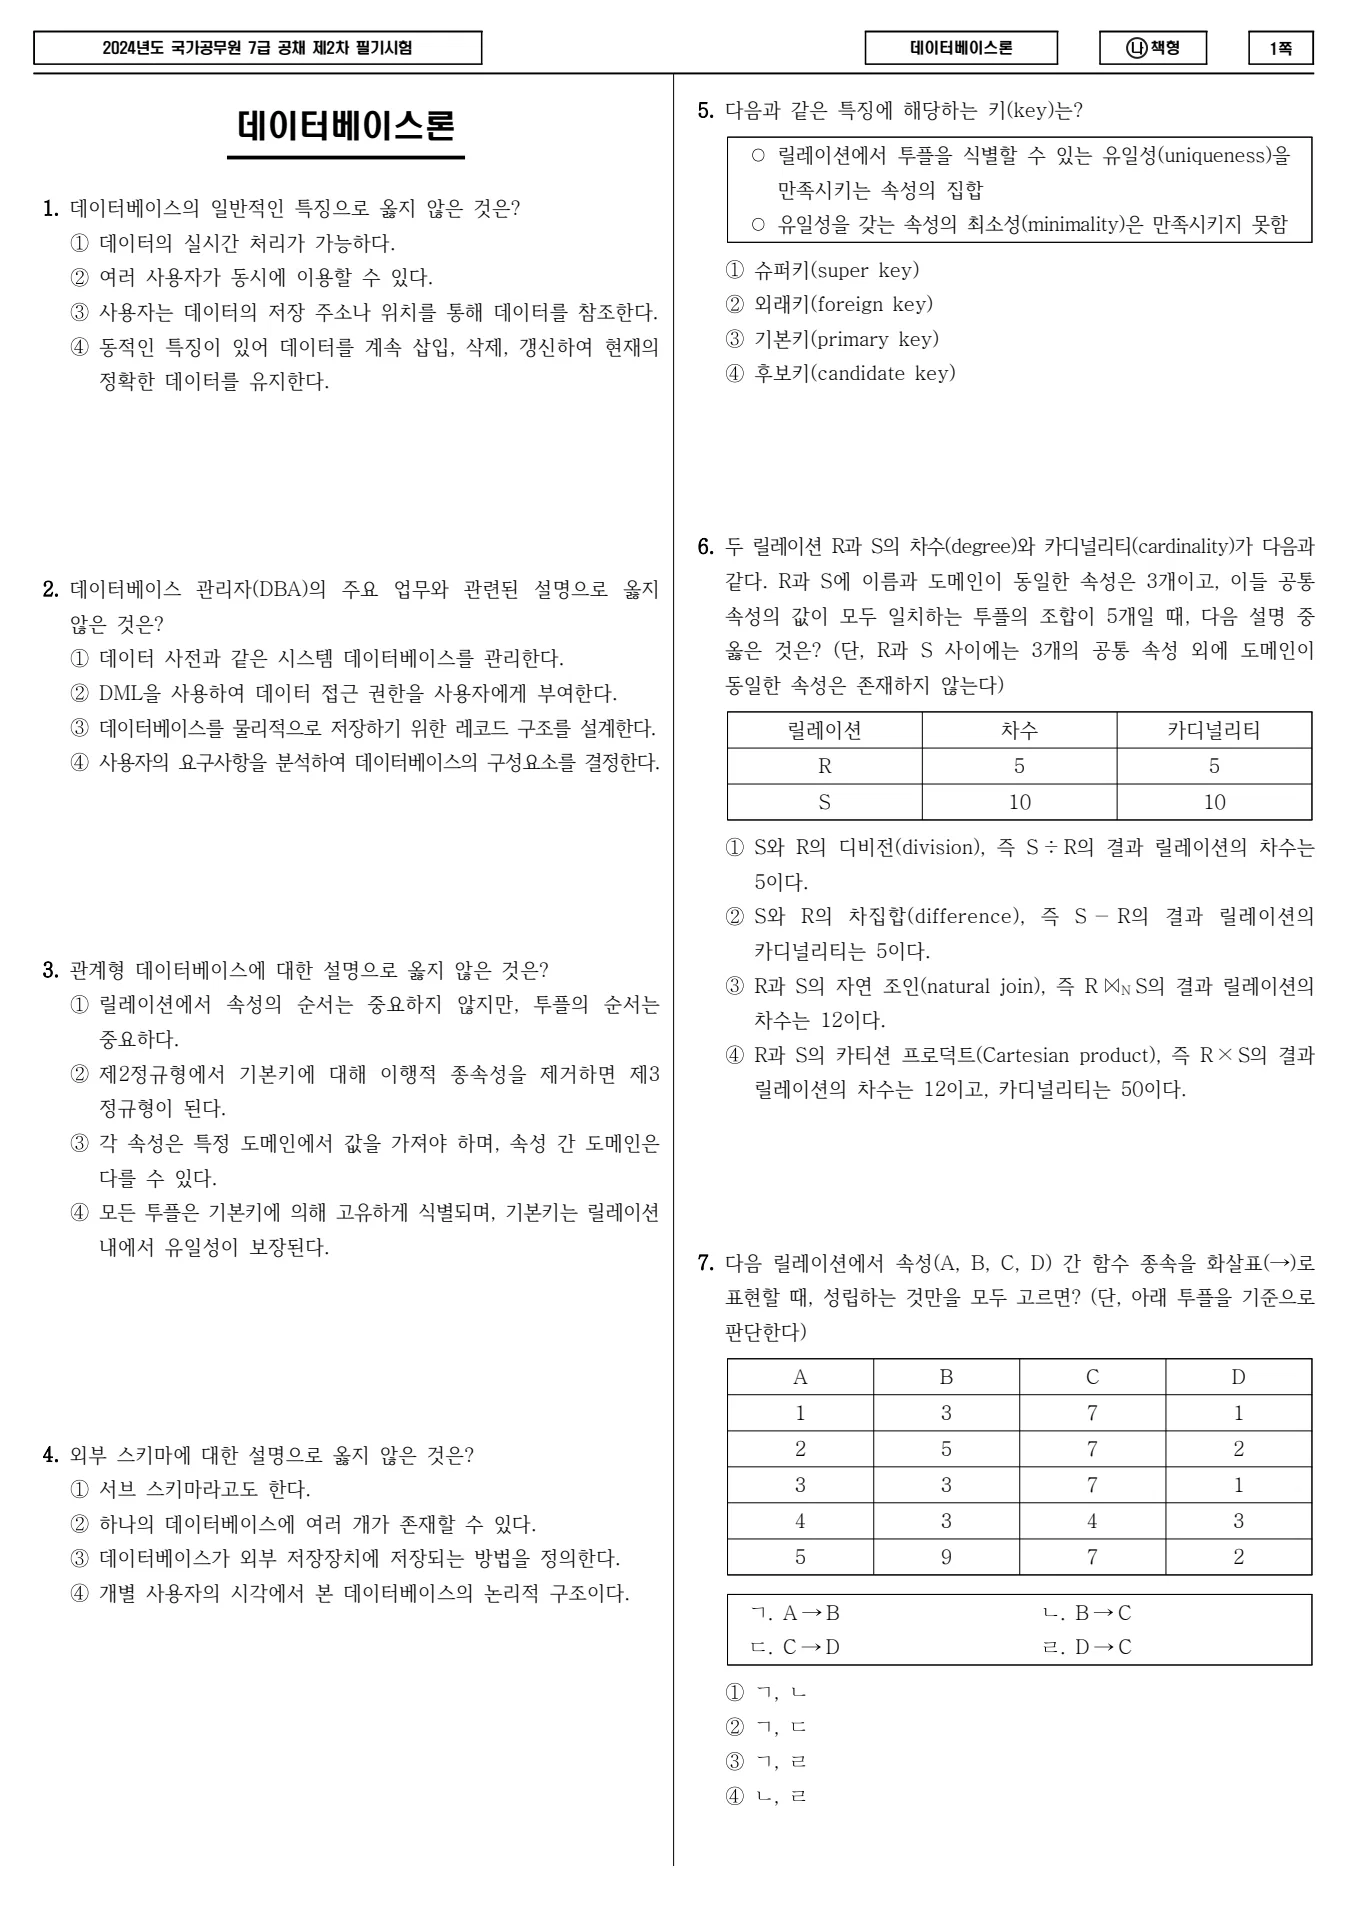 2024년도 국가공무원 7급 공채 제2차 필기시험
데이터베이스론
㉯책형
1쪽
데이터베이스론
1. 데이터베이스의 일반적인 특징으로 옳지 않은 것은?
① 데이터의 실시간 처리가 가능하다.
② 여러 사용자가 동시에 이용할 수 있다.
③ 사용자는 데이터의 저장 주소나 위치를 통해 데이터를 참조한다.
④ 동적인 특징이 있어 데이터를 계속 삽입, 삭제, 갱신하여 현재의
정확한 데이터를 유지한다.
2. 데이터베이스 관리자(DBA)의 주요 업무와 관련된 설명으로 옳지
않은 것은?
① 데이터 사전과 같은 시스템 데이터베이스를 관리한다.
② DML을 사용하여 데이터 접근 권한을 사용자에게 부여한다.
③ 데이터베이스를 물리적으로 저장하기 위한 레코드 구조를 설계한다.
④ 사용자의 요구사항을 분석하여 데이터베이스의 구성요소를 결정한다.
3. 관계형 데이터베이스에 대한 설명으로 옳지 않은 것은?
① 릴레이션에서 속성의 순서는 중요하지 않지만, 투플의 순서는
중요하다.
② 제2정규형에서 기본키에 대해 이행적 종속성을 제거하면 제3
정규형이 된다.
③ 각 속성은 특정 도메인에서 값을 가져야 하며, 속성 간 도메인은
다를 수 있다.
④ 모든 투플은 기본키에 의해 고유하게 식별되며, 기본키는 릴레이션
내에서 유일성이 보장된다.
4. 외부 스키마에 대한 설명으로 옳지 않은 것은?
① 서브 스키마라고도 한다.
② 하나의 데이터베이스에 여러 개가 존재할 수 있다.
③ 데이터베이스가 외부 저장장치에 저장되는 방법을 정의한다.
④ 개별 사용자의 시각에서 본 데이터베이스의 논리적 구조이다.
5. 다음과 같은 특징에 해당하는 키(key)는?
○ 릴레이션에서 투플을 식별할 수 있는 유일성(uniqueness)을
만족시키는 속성의 집합
○ 유일성을 갖는 속성의 최소성(minimality)은 만족시키지 못함
① 슈퍼키(super key)
② 외래키(foreign key)
③ 기본키(primary key)
④ 후보키(candidate key)
6. 두 릴레이션 R과 S의 차수(degree)와 카디널리티(cardinality)가 다음과
같다. R과 S에 이름과 도메인이 동일한 속성은 3개이고, 이들 공통
속성의 값이 모두 일치하는 투플의 조합이 5개일 때, 다음 설명 중
옳은 것은? (단, R과 S 사이에는 3개의 공통 속성 외에 도메인이
동일한 속성은 존재하지 않는다)
릴레이션 차수 카디널리티
R 5 5
S 10 10
① S와 R의 디비전(division), 즉 S÷R의 결과 릴레이션의 차수는
5이다.
② S와 R의 차집합(difference), 즉 S－R의 결과 릴레이션의
카디널리티는 5이다.
③ R과 S의 자연 조인(natural join), 즉 R⋈N S의 결과 릴레이션의
차수는 12이다.
④ R과 S의 카티션 프로덕트(Cartesian product), 즉 R×S의 결과
릴레이션의 차수는 12이고, 카디널리티는 50이다.
7. 다음 릴레이션에서 속성(A, B, C, D) 간 함수 종속을 화살표(→)로
표현할 때, 성립하는 것만을 모두 고르면? (단, 아래 투플을 기준으로
판단한다)
A B C D
1 3 7 1
2 5 7 2
3 3 7 1
4 3 4 3
5 9 7 2
ㄱ. A→B ㄴ. B→C
ㄷ. C→D ㄹ. D→C
① ㄱ, ㄴ
② ㄱ, ㄷ
③ ㄱ, ㄹ
④ ㄴ, ㄹ